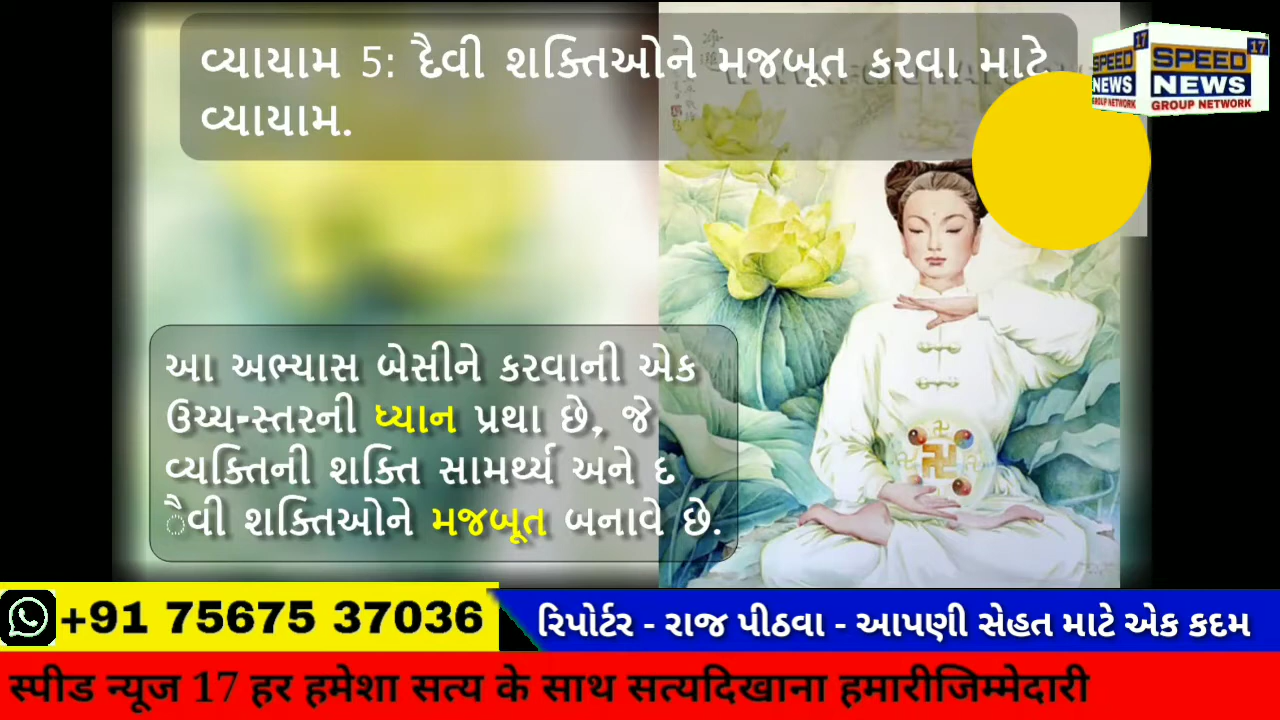 વ્યાયામ 5: દૈવી શક્તિઓને મજબૂત કરવા માટે
વ્યાયામ.
17
SPEED
NEWS
GROUP NETWORK
17
SPEED
NEWS
GROUP NETWORK
આ અભ્યાસ બેસીને કરવાની એક
ઉચ્ચ-સ્તરની ધ્યાન પ્રથા છે, જે
વ્યક્તિની શક્તિ સામર્થ્ય અને દ
ૈવી શક્તિઓને મજબૂત બનાવે છે.
+91 75675 37036
રિપોર્ટર - રાજ પીઠવા - આપણી સેહત માટે એક કદમ
स्पीड न्यूज 17 हर हमेशा सत्य के साथ सत्यदिखाना हमारीजिम्मेदारी